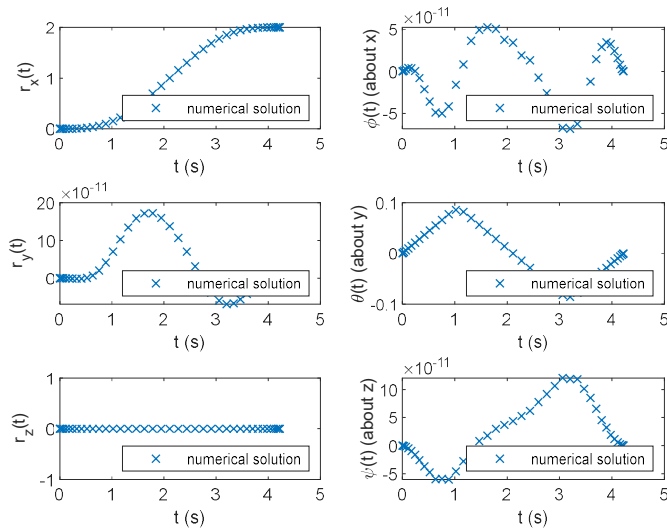 r_x(t)
2
1
0
numerical solution
0 1 2 3 4 5
t (s)
×10^-11
ϕ(t) (about x)
5
0
-5
numerical solution
0 1 2 3 4 5
t (s)
×10^-11
r_y(t)
20
10
0
numerical solution
0 1 2 3 4 5
t (s)
θ(t) (about y)
0.1
0
-0.1
numerical solution
0 1 2 3 4 5
t (s)
r_z(t)
1
0
-1
numerical solution
0 1 2 3 4 5
t (s)
×10^-11
ψ(t) (about z)
10
5
0
-5
numerical solution
0 1 2 3 4 5
t (s)